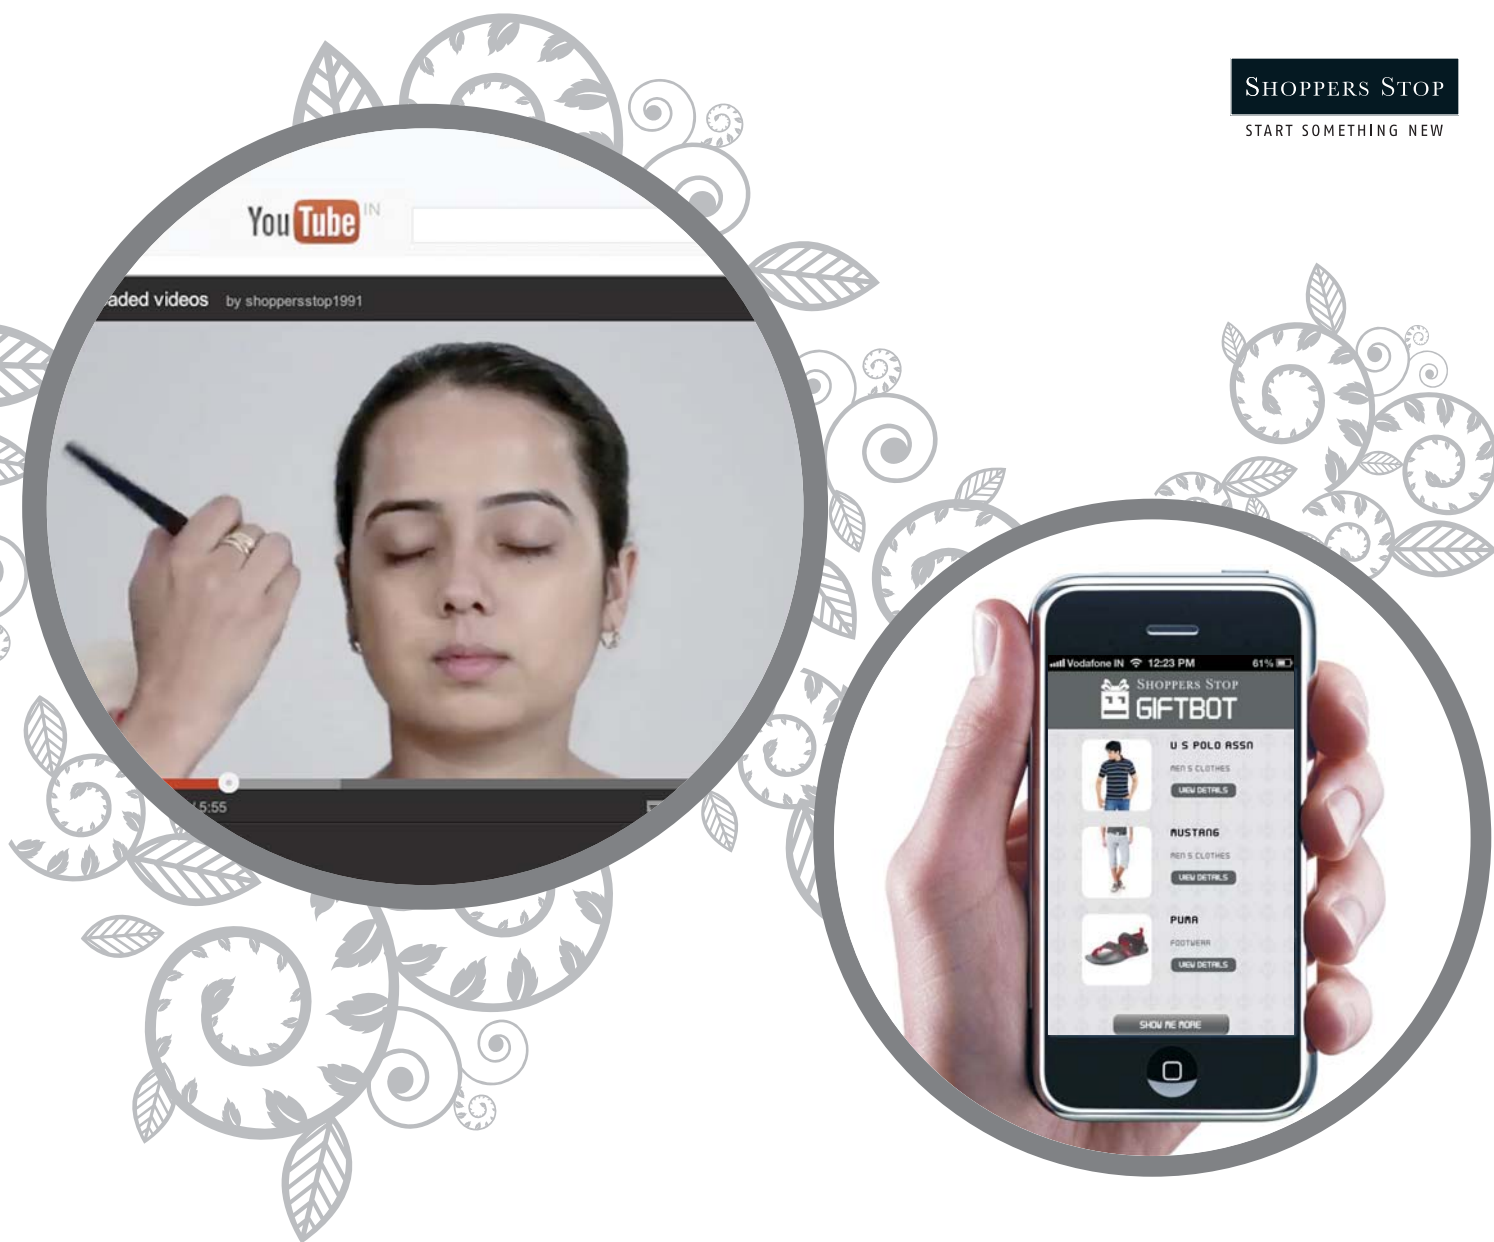 SHOPPERS STOP
START SOMETHING NEW
YouTube IN
aded videos by shoppersstop1991
/ 5:55
Vodafone IN 12:23 PM 61%
SHOPPERS STOP
GIFTBOT
U S POLO ASSN
MEN S CLOTHES
VIEW DETAILS
MUSTANG
MEN S CLOTHES
VIEW DETAILS
PUMA
FOOTWEAR
VIEW DETAILS
SHOW ME MORE